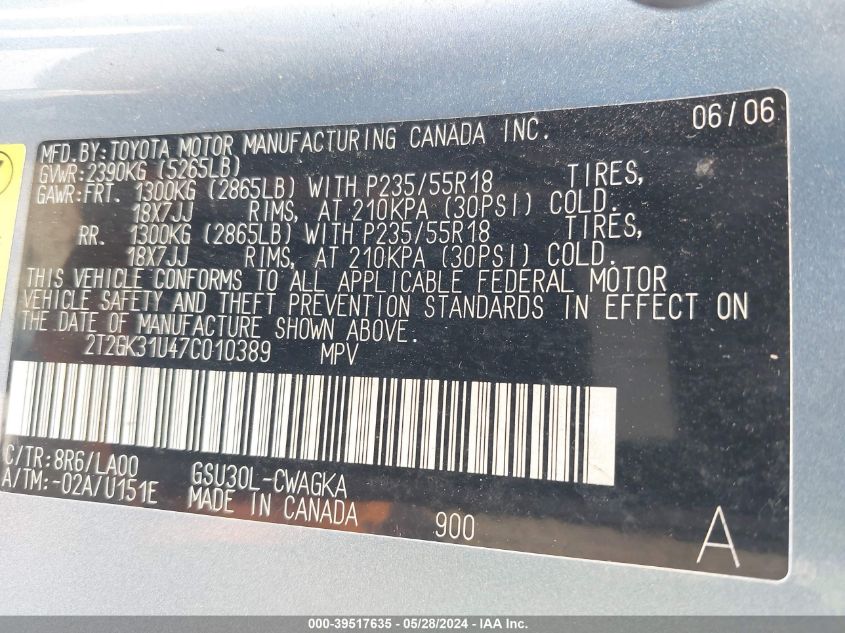 06/06
MFD.BY:TOYOTA MOTOR MANUFACTURING CANADA INC.
GVWR:2390KG (5265LB)
GAWR:FRT. 1300KG (2865LB) WITH P235/55R18 TIRES,
18X7JJ RIMS, AT 210KPA (30PSI) COLD.
RR. 1300KG (2865LB) WITH P235/55R18 TIRES,
18X7JJ RIMS, AT 210KPA (30PSI) COLD.
THIS VEHICLE CONFORMS TO ALL APPLICABLE FEDERAL MOTOR
VEHICLE SAFETY AND THEFT PREVENTION STANDARDS IN EFFECT ON
THE DATE OF MANUFACTURE SHOWN ABOVE.
2T2GK31U47C010389 MPV
C/TR:8R6/LA00 GSU30L-CWAGKA
A/TM:-02A/U151E MADE IN CANADA 900 A
000-39517635 - 05/28/2024 - IAA Inc.